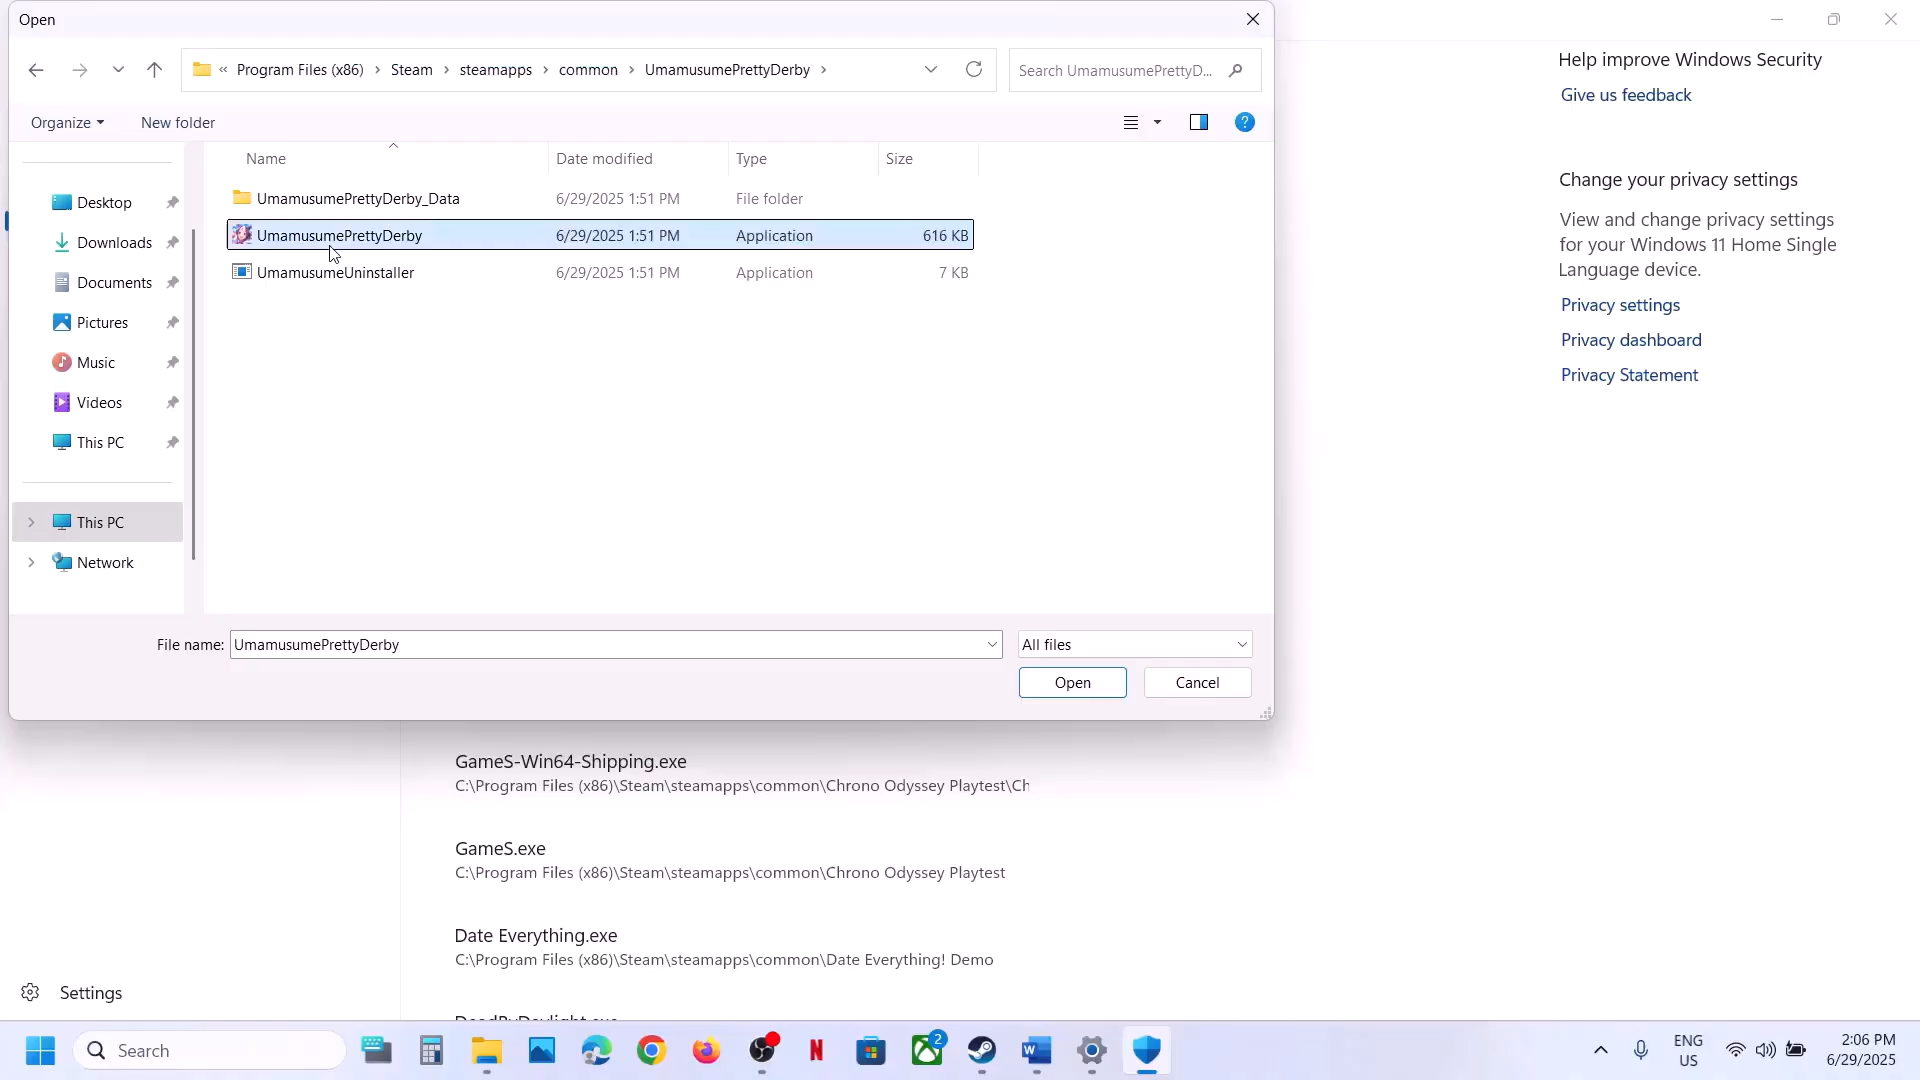 Open
« Program Files (x86) › Steam › steamapps › common › UmamusumePrettyDerby ›
Search UmamusumePrettyD...
Organize
New folder
Name Date modified Type Size
UmamusumePrettyDerby_Data 6/29/2025 1:51 PM File folder
UmamusumePrettyDerby 6/29/2025 1:51 PM Application 616 KB
UmamusumeUninstaller 6/29/2025 1:51 PM Application 7 KB
Desktop
Downloads
Documents
Pictures
Music
Videos
This PC
This PC
Network
File name: UmamusumePrettyDerby
All files
Open
Cancel
Help improve Windows Security
Give us feedback
Change your privacy settings
View and change privacy settings
for your Windows 11 Home Single
Language device.
Privacy settings
Privacy dashboard
Privacy Statement
GameS-Win64-Shipping.exe
C:\Program Files (x86)\Steam\steamapps\common\Chrono Odyssey Playtest\Ch
GameS.exe
C:\Program Files (x86)\Steam\steamapps\common\Chrono Odyssey Playtest
Date Everything.exe
C:\Program Files (x86)\Steam\steamapps\common\Date Everything! Demo
DeadByDaylight.exe
Settings
Search
2
ENG
US
2:06 PM
6/29/2025